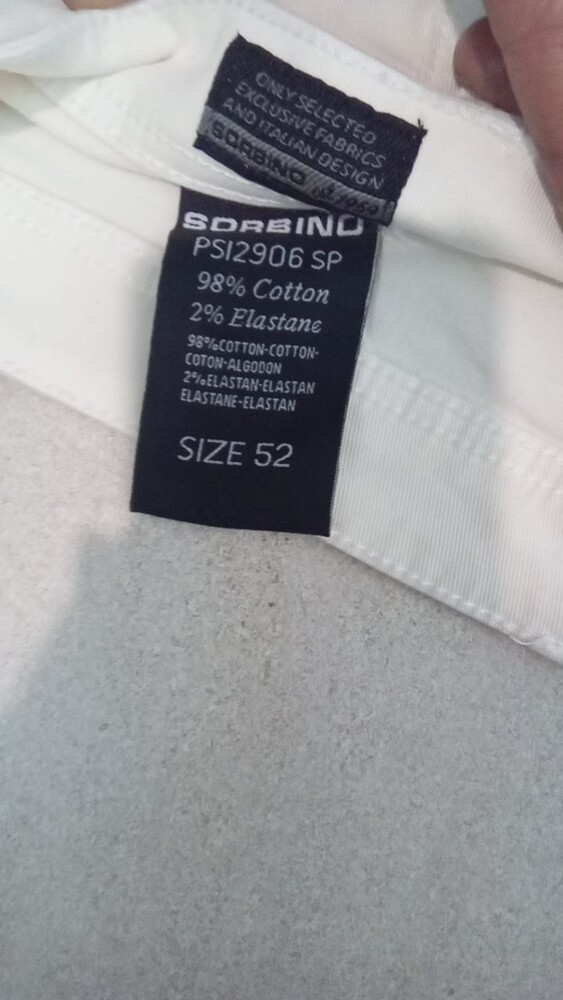 ONLY SELECTED
EXCLUSIVE FABRICS
AND ITALIAN DESIGN
SORBINO
SORBINO
PSI2906 SP
98% Cotton
2% Elastane
98%COTTON-COTTON-
COTON-ALGODON
2%ELASTAN-ELASTAN
ELASTANE-ELASTAN
SIZE 52